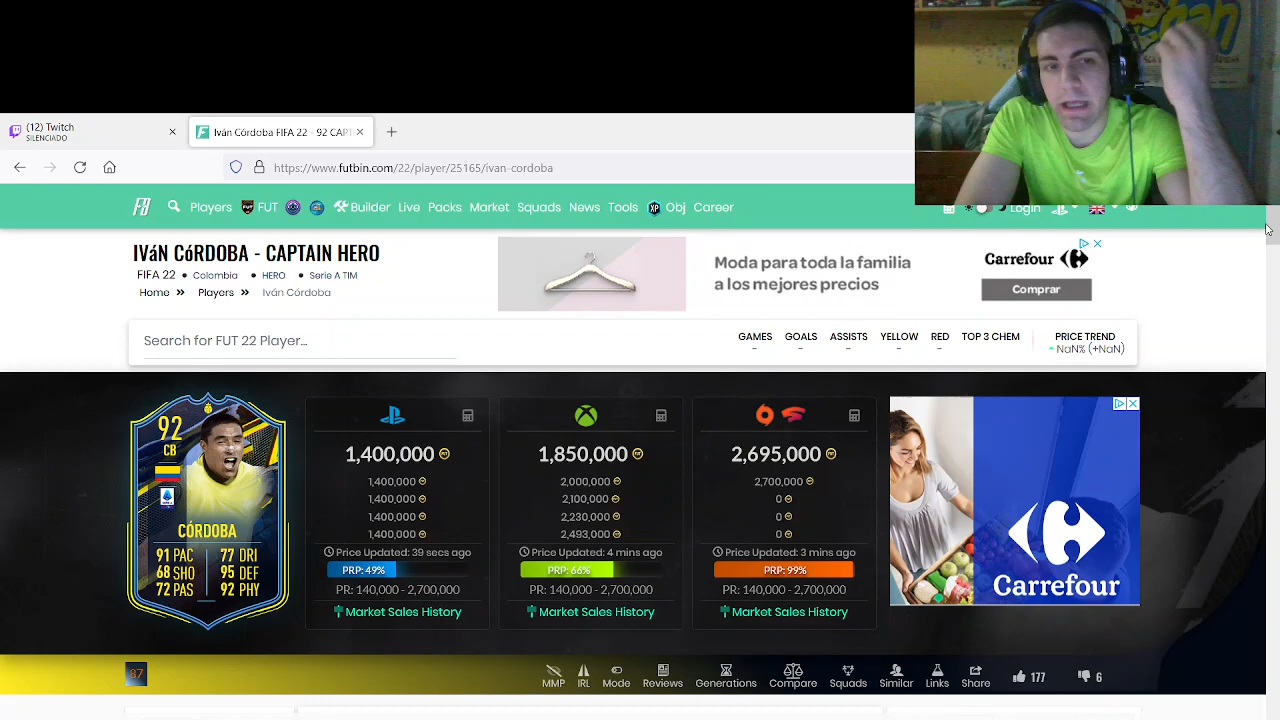 (12) Twitch
SILENCIADO
Iván Córdoba FIFA 22 - 92 CAPT
https://www.futbin.com/22/player/25165/ivan-cordoba
FB
Players
FUT
Builder
Live
Packs
Market
Squads
News
Tools
XP
Obj
Career
Login
IVáN CóRDOBA - CAPTAIN HERO
FIFA 22 • Colombia • HERO • Serie A TIM
Home » Players » Iván Córdoba
Moda para toda la familia
a los mejores precios
Carrefour
Comprar
Search for FUT 22 Player...
GAMES
-
GOALS
-
ASSISTS
-
YELLOW
-
RED
-
TOP 3 CHEM
PRICE TREND
NaN% (+NaN)
92
CB
CÓRDOBA
91 PAC 77 DRI
68 SHO 95 DEF
72 PAS 92 PHY
1,400,000
1,400,000
1,400,000
1,400,000
1,400,000
Price Updated: 39 secs ago
PRP: 49%
PR: 140,000 - 2,700,000
Market Sales History
1,850,000
2,000,000
2,100,000
2,230,000
2,493,000
Price Updated: 4 mins ago
PRP: 66%
PR: 140,000 - 2,700,000
Market Sales History
2,695,000
2,700,000
0
0
0
Price Updated: 3 mins ago
PRP: 99%
PR: 140,000 - 2,700,000
Market Sales History
Carrefour
87
MMP
IRL
Mode
Reviews
Generations
Compare
Squads
Similar
Links
Share
177
6